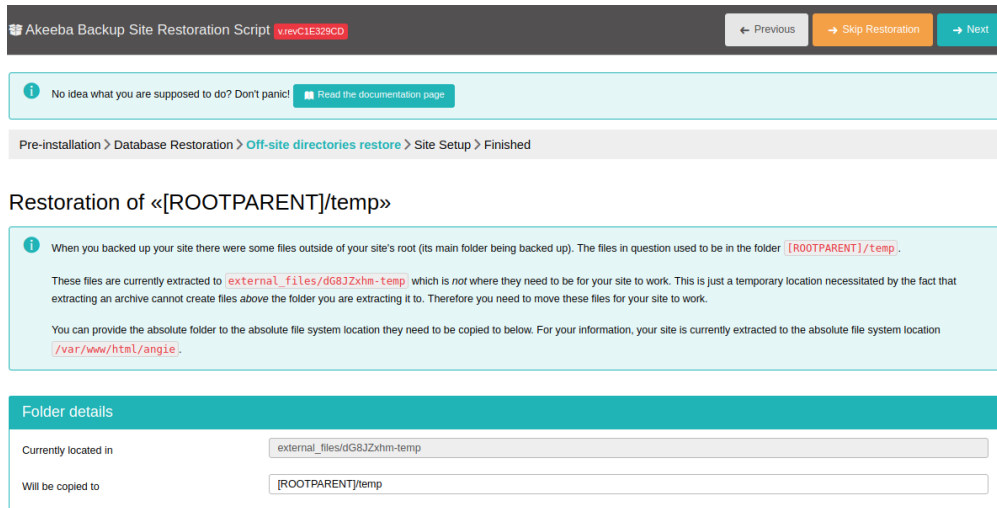 Akeeba Backup Site Restoration Script v.revC1E329CD
← Previous
→ Skip Restoration
→ Next
No idea what you are supposed to do? Don't panic! Read the documentation page
Pre-installation > Database Restoration > Off-site directories restore > Site Setup > Finished
Restoration of «[ROOTPARENT]/temp»
When you backed up your site there were some files outside of your site's root (its main folder being backed up). The files in question used to be in the folder [ROOTPARENT]/temp.
These files are currently extracted to external_files/dG8JZxhm-temp which is not where they need to be for your site to work. This is just a temporary location necessitated by the fact that
extracting an archive cannot create files above the folder you are extracting it to. Therefore you need to move these files for your site to work.
You can provide the absolute folder to the absolute file system location they need to be copied to below. For your information, your site is currently extracted to the absolute file system location
/var/www/html/angie.
Folder details
Currently located in
external_files/dG8JZxhm-temp
Will be copied to
[ROOTPARENT]/temp